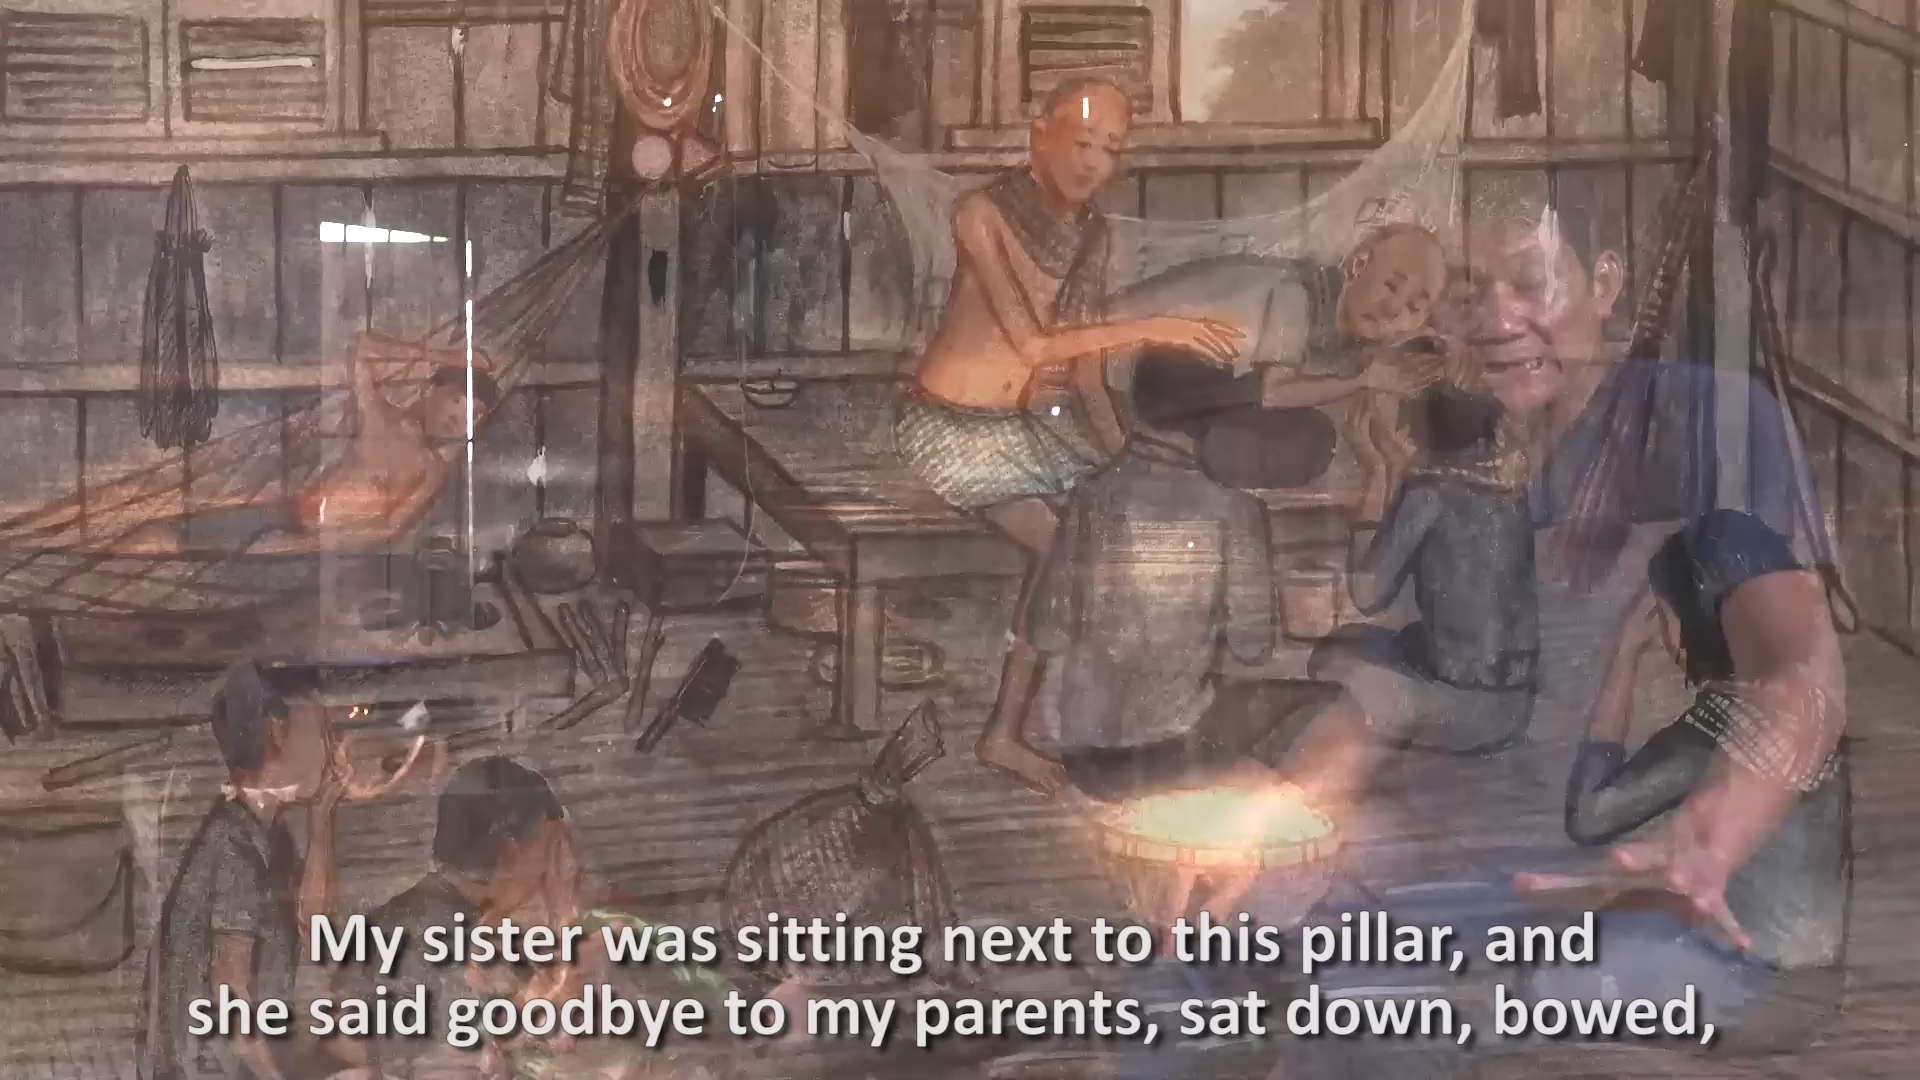 My sister was sitting next to this pillar, and
she said goodbye to my parents, sat down, bowed,